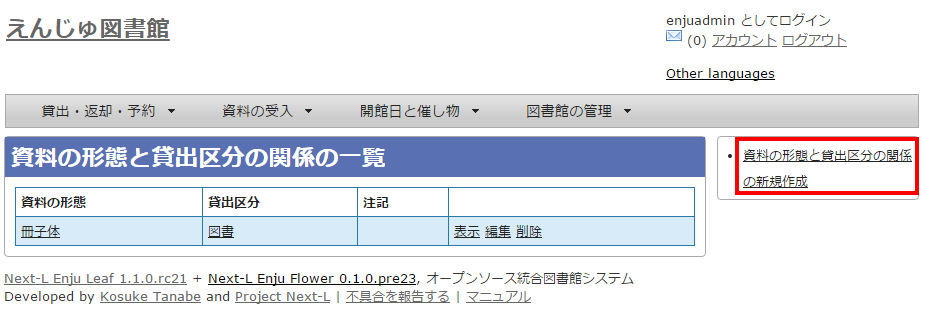 えんじゅ図書館
enjuadmin としてログイン
(0) アカウント ログアウト
Other languages
貸出・返却・予約 資料の受入 開館日と催し物 図書館の管理
資料の形態と貸出区分の関係の一覧
資料の形態 貸出区分 注記
冊子体 図書 表示 編集 削除
資料の形態と貸出区分の関係
の新規作成
Next-L Enju Leaf 1.1.0.rc21 + Next-L Enju Flower 0.1.0.pre23, オープンソース統合図書館システム
Developed by Kosuke Tanabe and Project Next-L | 不具合を報告する | マニュアル